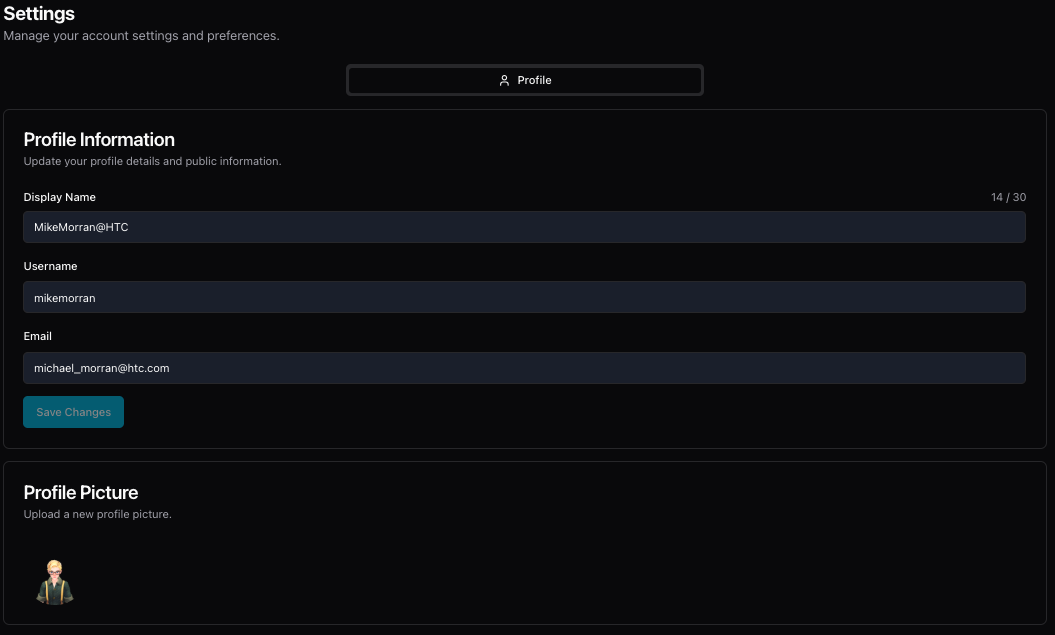 Settings
Manage your account settings and preferences.
Profile
Profile Information
Update your profile details and public information.
Display Name 14 / 30
MikeMorran@HTC
Username
mikemorran
Email
michael_morran@htc.com
Save Changes
Profile Picture
Upload a new profile picture.